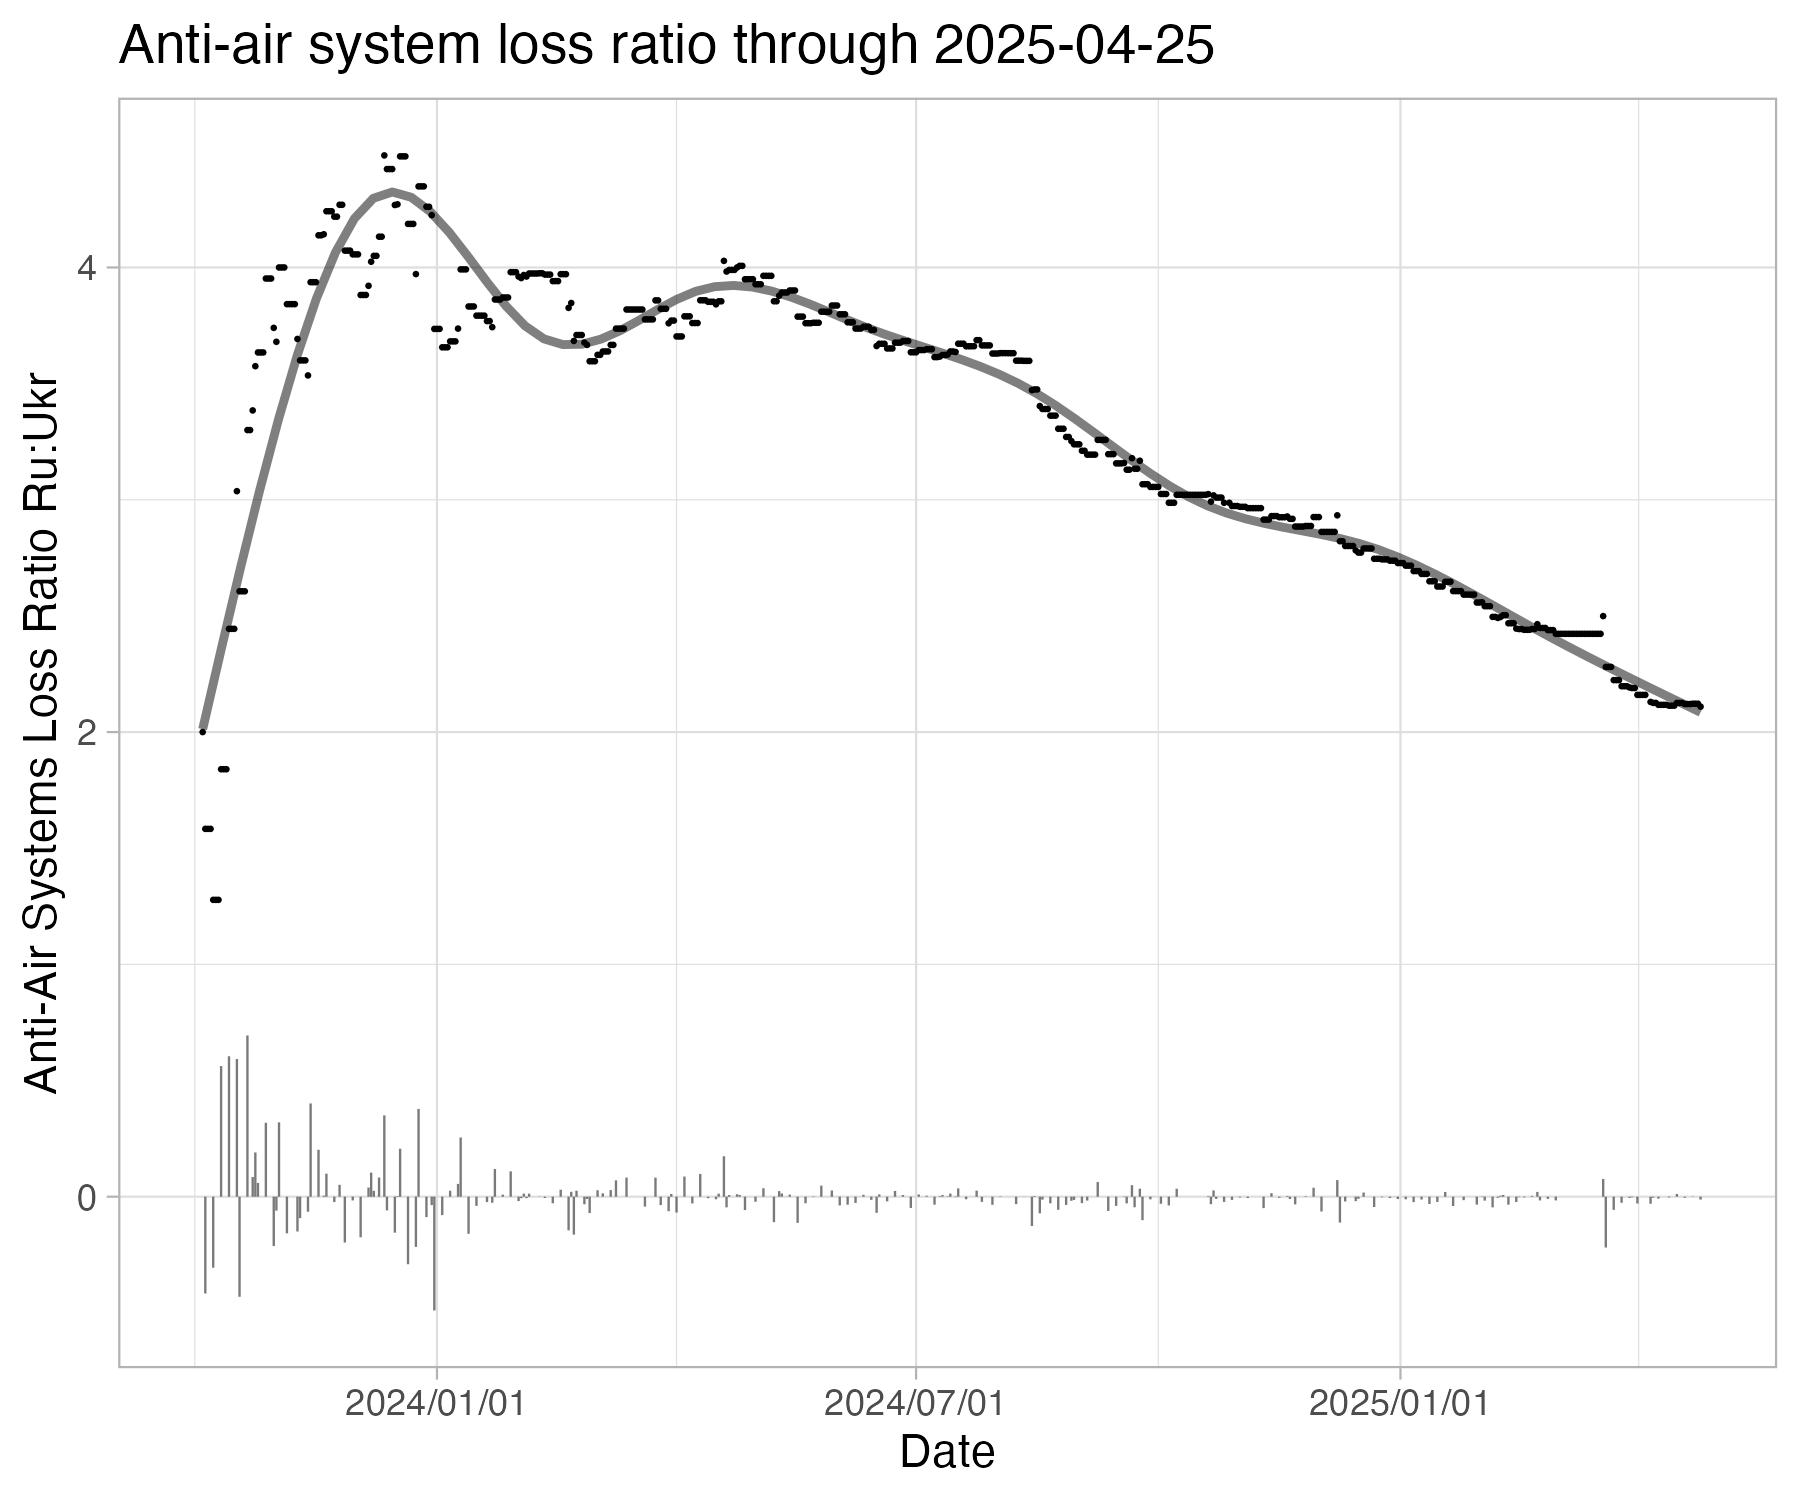 Anti-air system loss ratio through 2025-04-25
Anti-Air Systems Loss Ratio Ru:Ukr
4
2
0
2024/01/01
2024/07/01
2025/01/01
Date